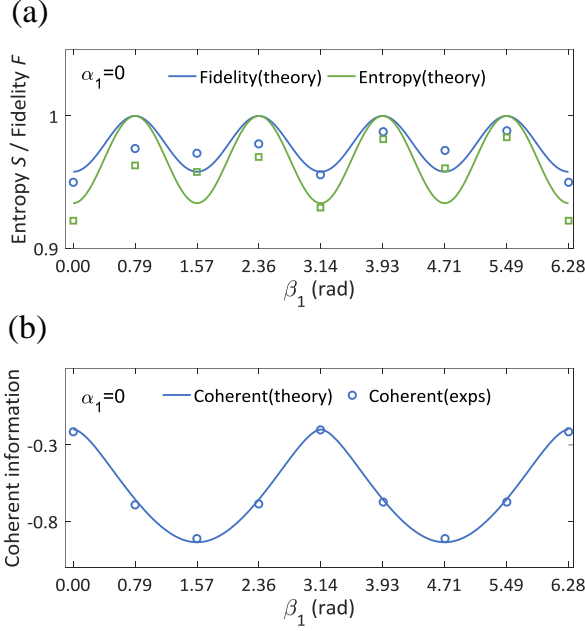 (a)
α₁=0
Fidelity(theory)
Entropy(theory)
Entropy S / Fidelity F
1
0.9
0.00 0.79 1.57 2.36 3.14 3.93 4.71 5.49 6.28
β₁ (rad)
(b)
α₁=0
Coherent(theory)
Coherent(exps)
Coherent information
-0.3
-0.8
0.00 0.79 1.57 2.36 3.14 3.93 4.71 5.49 6.28
β₁ (rad)